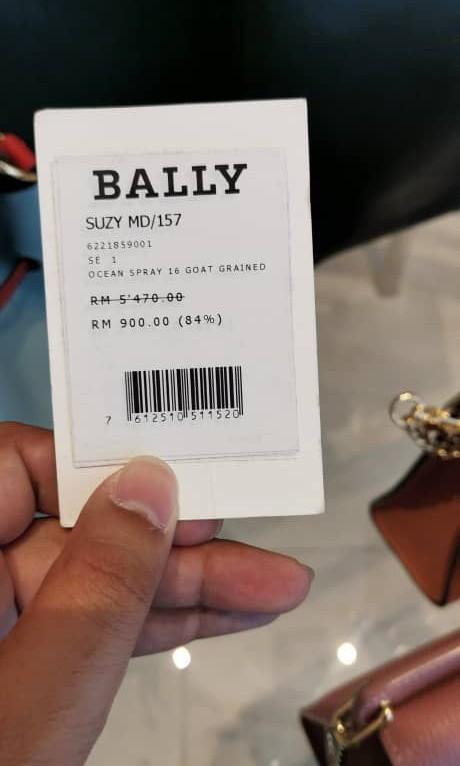 BALLY
SUZY MD/157
6221859001
SE 1
OCEAN SPRAY 16 GOAT GRAINED
RM 5'470.00
RM 900.00 (84%)
7 612510 511520